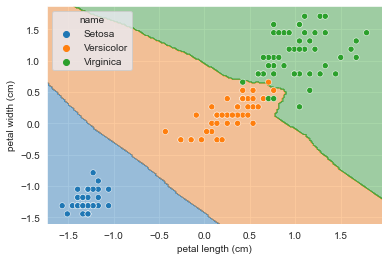 name
Setosa
Versicolor
Virginica
petal width (cm)
1.5
1.0
0.5
0.0
−0.5
−1.0
−1.5
−1.5 −1.0 −0.5 0.0 0.5 1.0 1.5
petal length (cm)